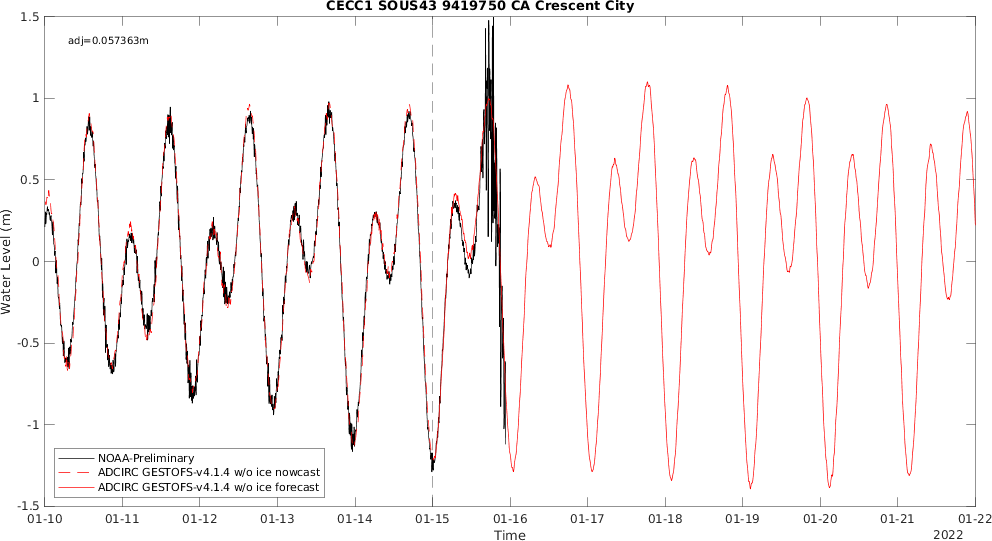 CECC1 SOUS43 9419750 CA Crescent City
adj=0.057363m
1.5
1
0.5
0
-0.5
-1
-1.5
Water Level (m)
NOAA-Preliminary
ADCIRC GESTOFS-v4.1.4 w/o ice nowcast
ADCIRC GESTOFS-v4.1.4 w/o ice forecast
01-10 01-11 01-12 01-13 01-14 01-15 01-16 01-17 01-18 01-19 01-20 01-21 01-22
Time
2022